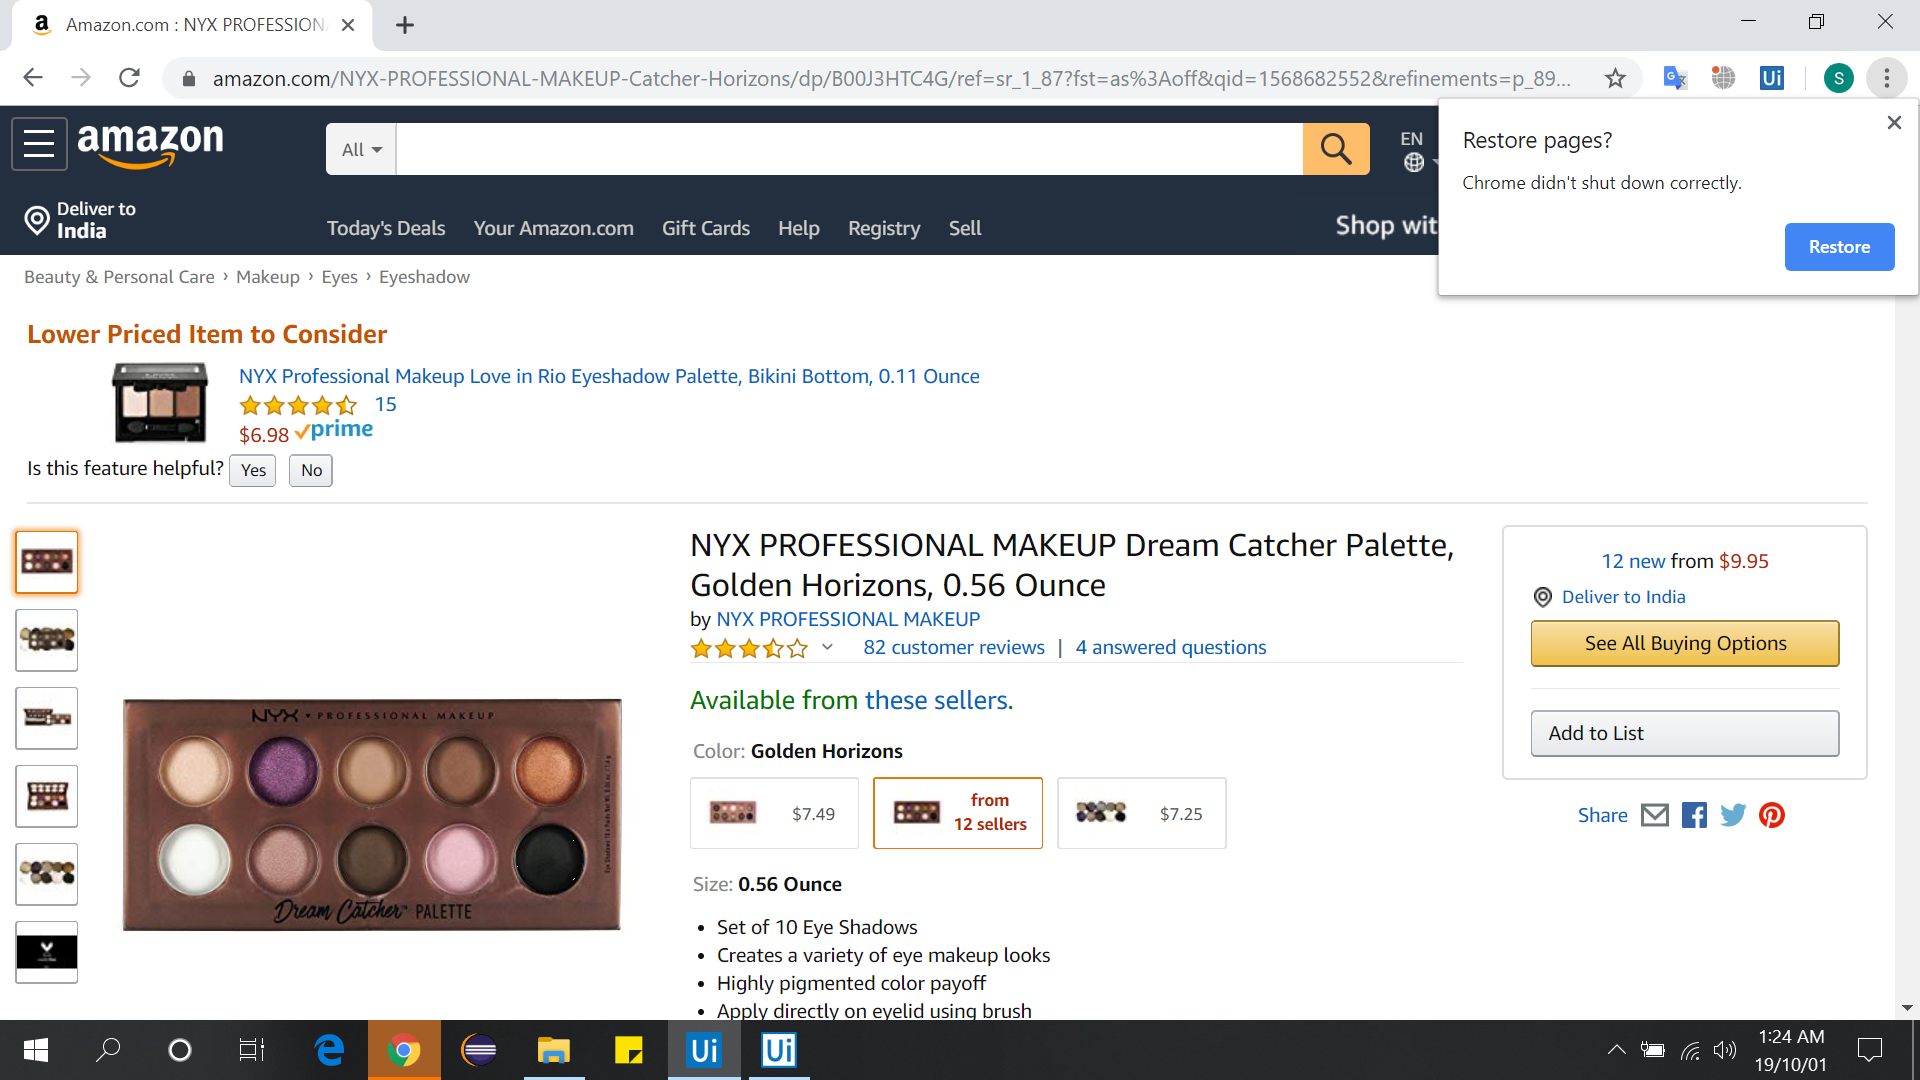 Amazon.com : NYX PROFESSION
amazon.com/NYX-PROFESSIONAL-MAKEUP-Catcher-Horizons/dp/B00J3HTC4G/ref=sr_1_87?fst=as%3Aoff&qid=1568682552&refinements=p_89...
Ui
S
amazon
All
EN
Restore pages?
Chrome didn't shut down correctly.
Restore
Deliver to
India
Today's Deals
Your Amazon.com
Gift Cards
Help
Registry
Sell
Shop wit
Beauty & Personal Care › Makeup › Eyes › Eyeshadow
Lower Priced Item to Consider
NYX Professional Makeup Love in Rio Eyeshadow Palette, Bikini Bottom, 0.11 Ounce
15
$6.98 prime
Is this feature helpful? Yes No
NYX PROFESSIONAL MAKEUP Dream Catcher Palette,
Golden Horizons, 0.56 Ounce
by NYX PROFESSIONAL MAKEUP
82 customer reviews | 4 answered questions
Available from these sellers.
Color: Golden Horizons
$7.49
from
12 sellers
$7.25
Size: 0.56 Ounce
• Set of 10 Eye Shadows
• Creates a variety of eye makeup looks
• Highly pigmented color payoff
• Apply directly on eyelid using brush
12 new from $9.95
Deliver to India
See All Buying Options
Add to List
Share
NYX PROFESSIONAL MAKEUP
Dream Catcher™ PALETTE
Ui
Ui
1:24 AM
19/10/01